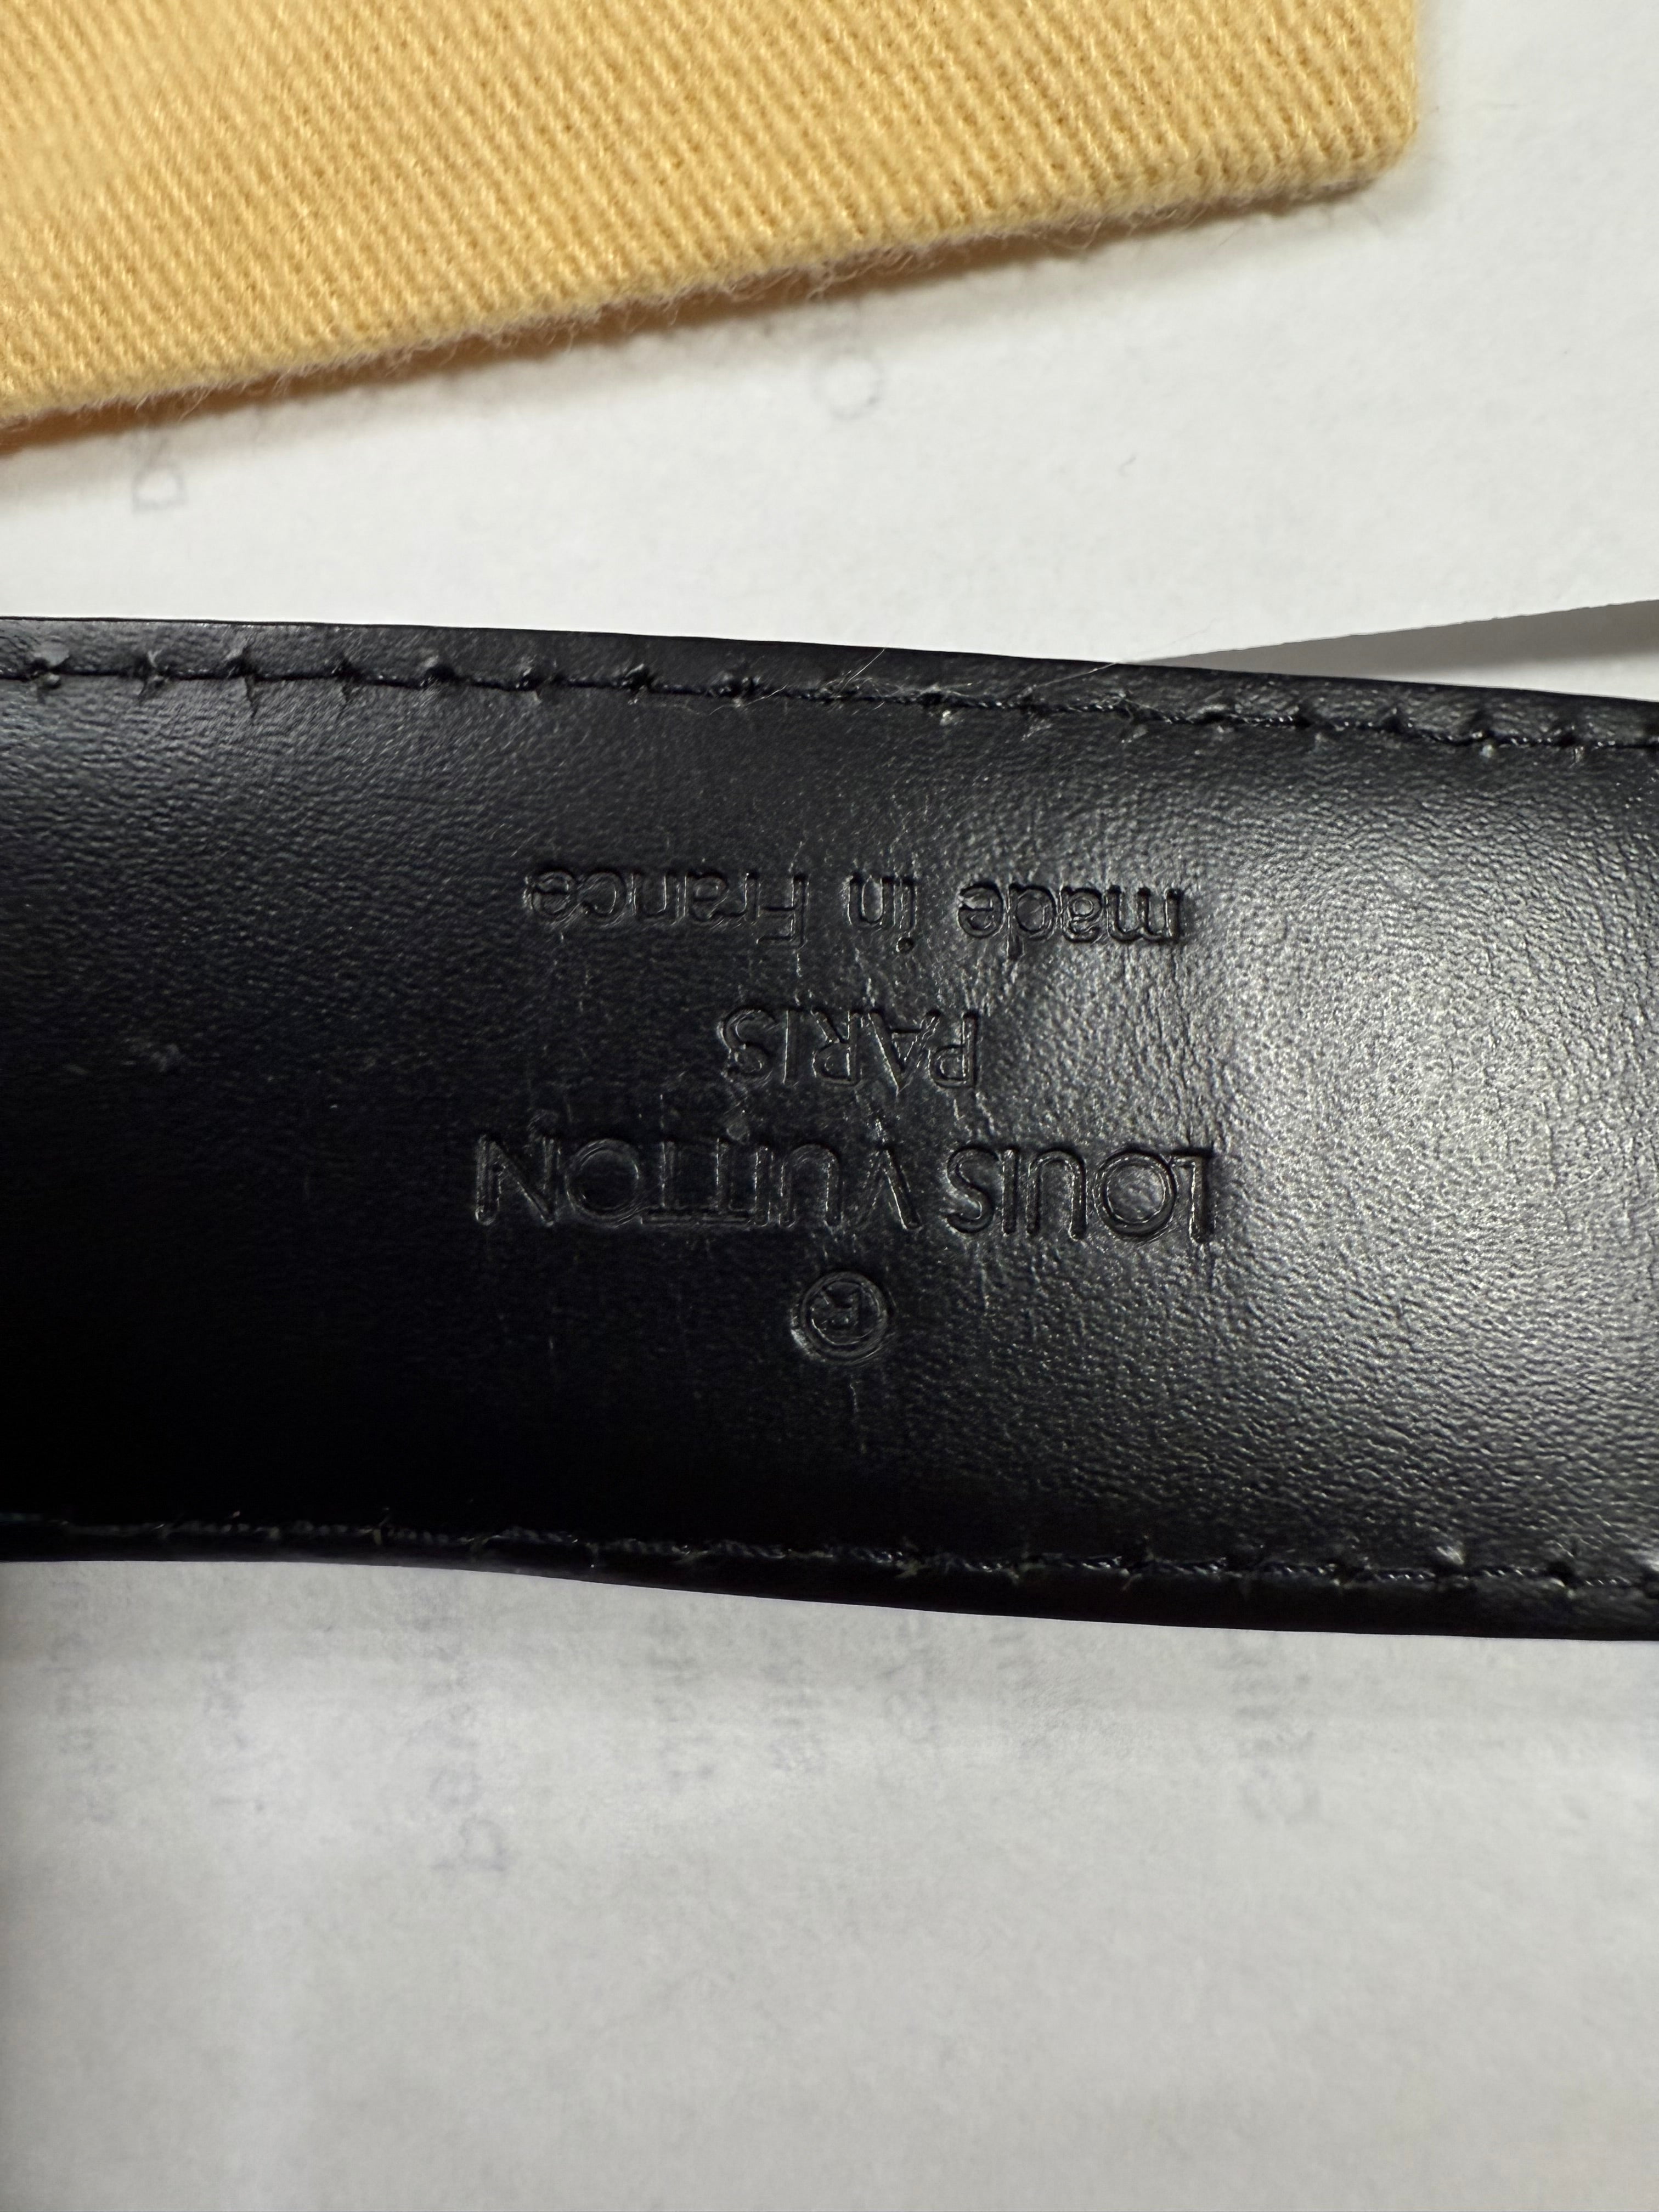 ®
LOUIS VUITTON
PARIS
made in France